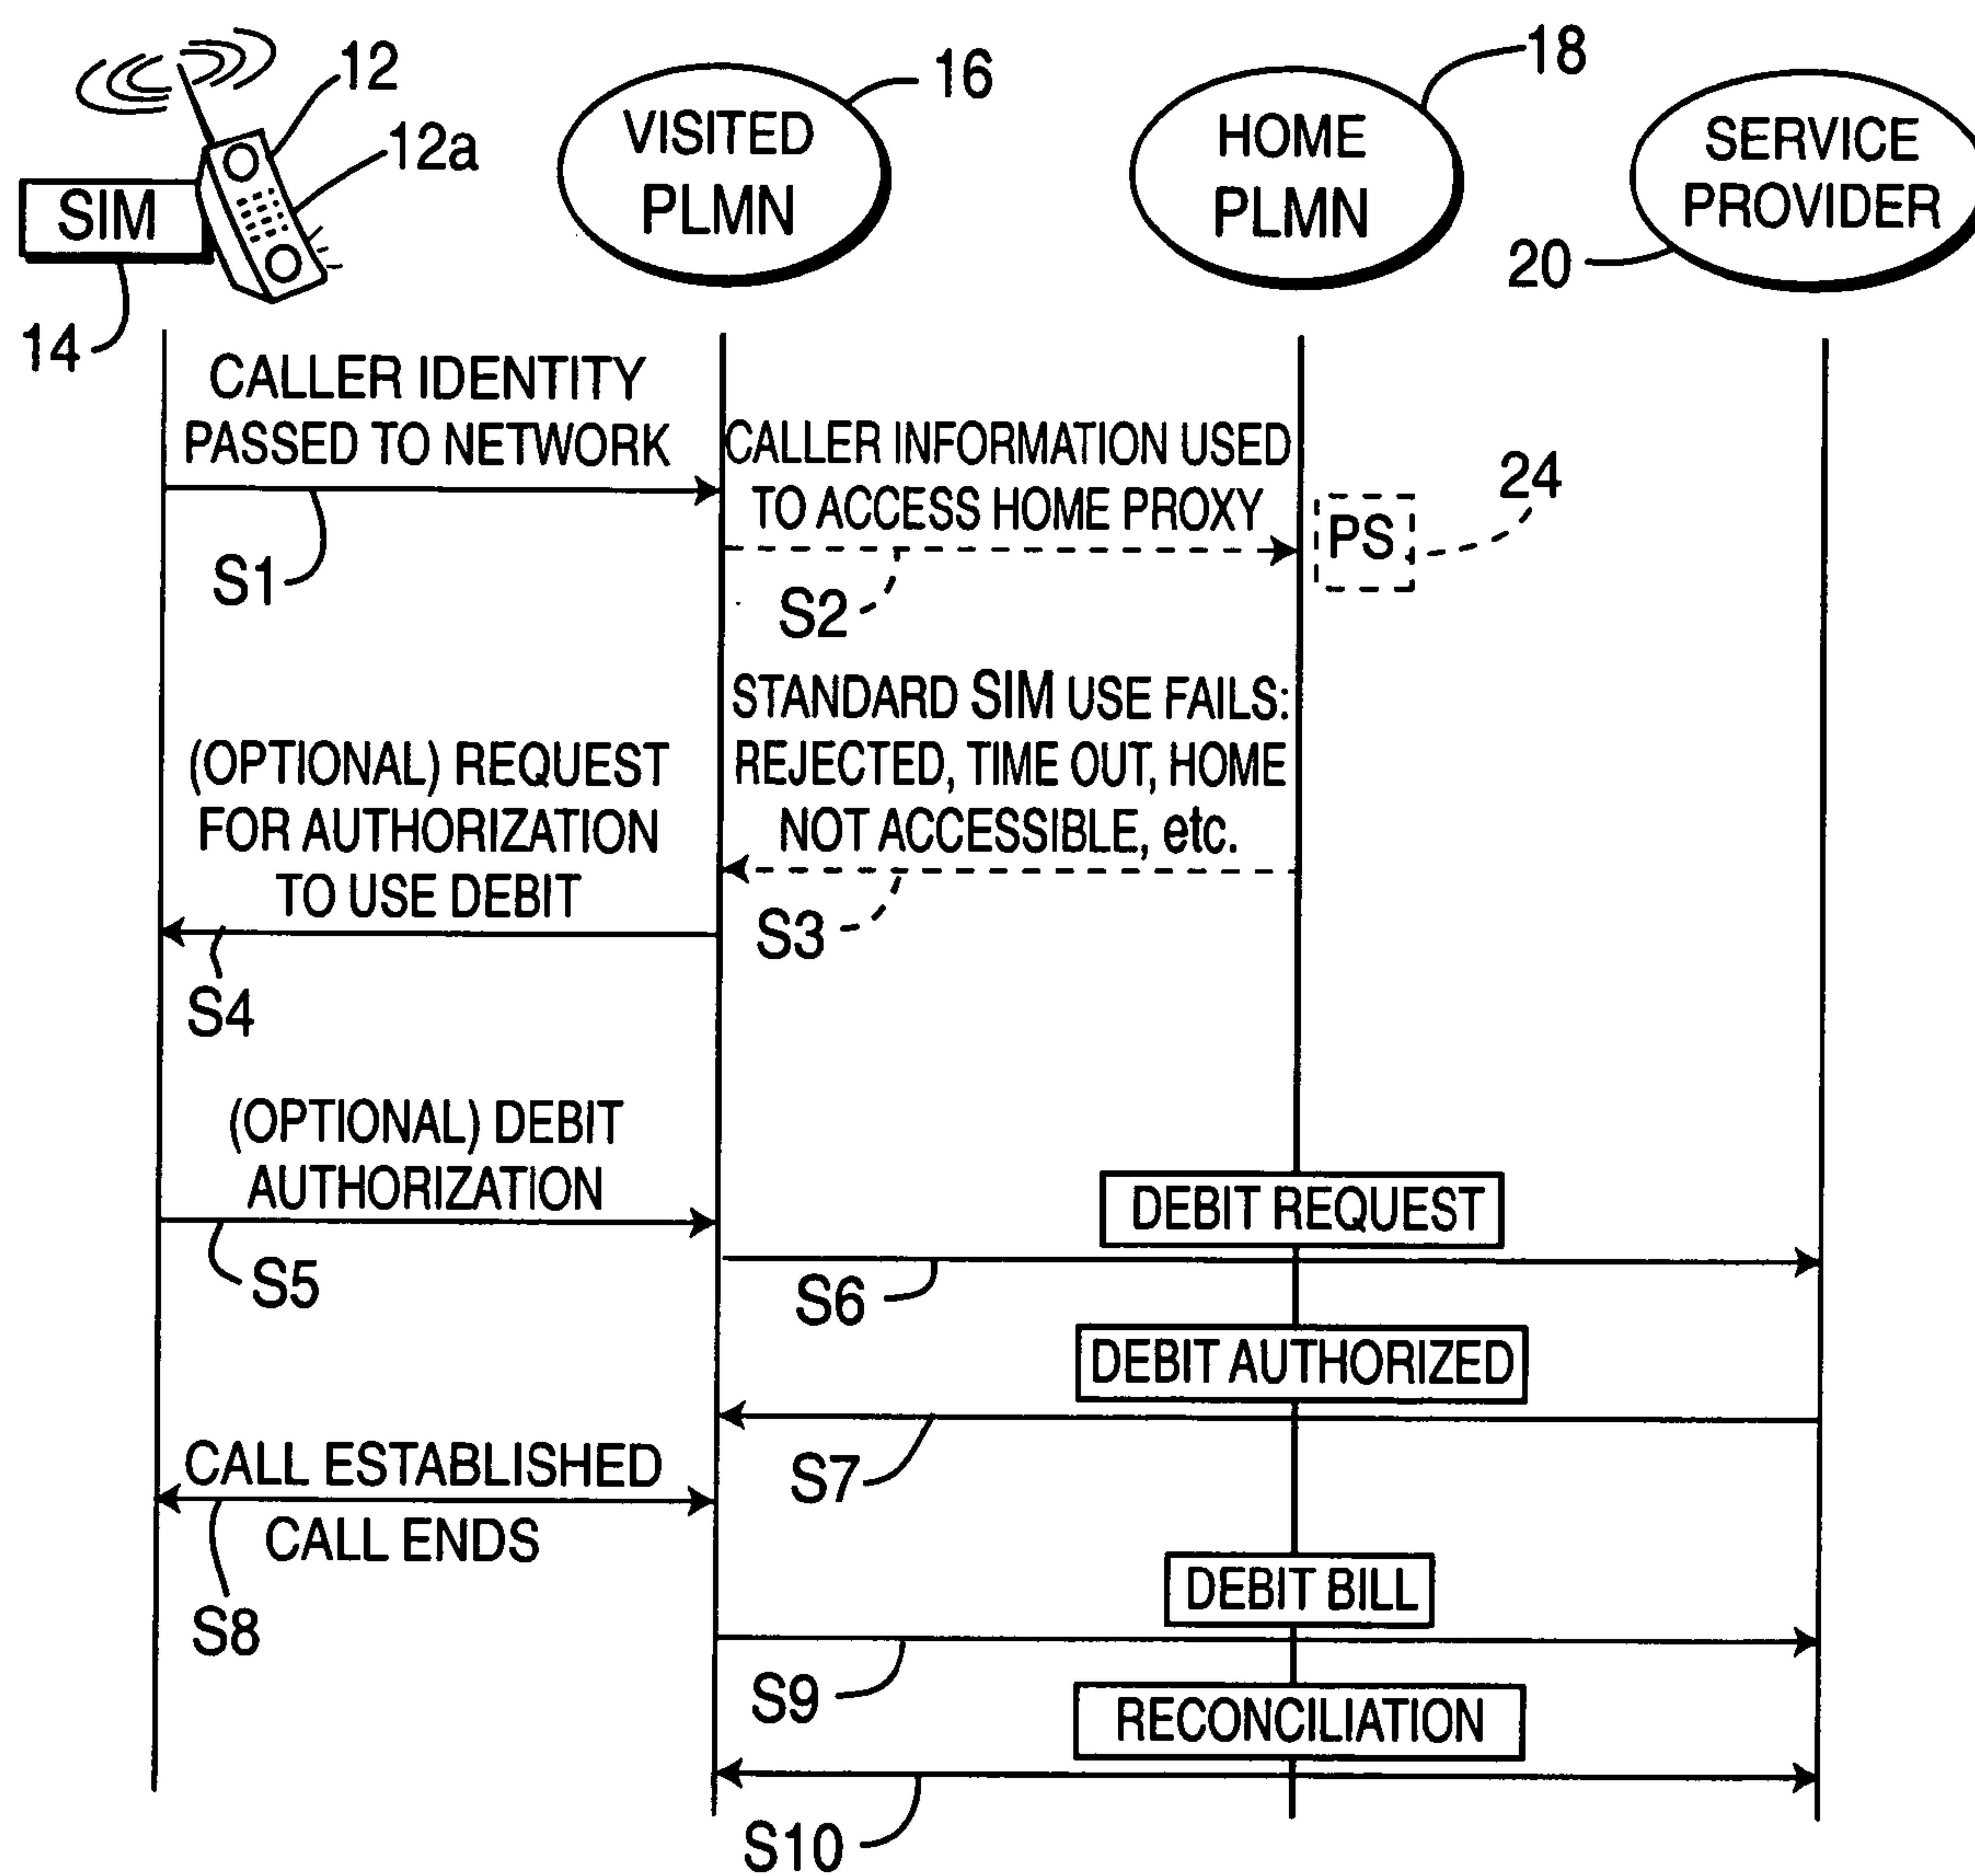 12
12a
SIM
14
VISITED
PLMN
16
HOME
PLMN
18
SERVICE
PROVIDER
20
CALLER IDENTITY
PASSED TO NETWORK
S1
CALLER INFORMATION USED
TO ACCESS HOME PROXY
S2
PS
24
STANDARD SIM USE FAILS:
REJECTED, TIME OUT, HOME
NOT ACCESSIBLE, etc.
S3
(OPTIONAL) REQUEST
FOR AUTHORIZATION
TO USE DEBIT
S4
(OPTIONAL) DEBIT
AUTHORIZATION
S5
DEBIT REQUEST
S6
DEBIT AUTHORIZED
S7
CALL ESTABLISHED
CALL ENDS
S8
DEBIT BILL
S9
RECONCILIATION
S10